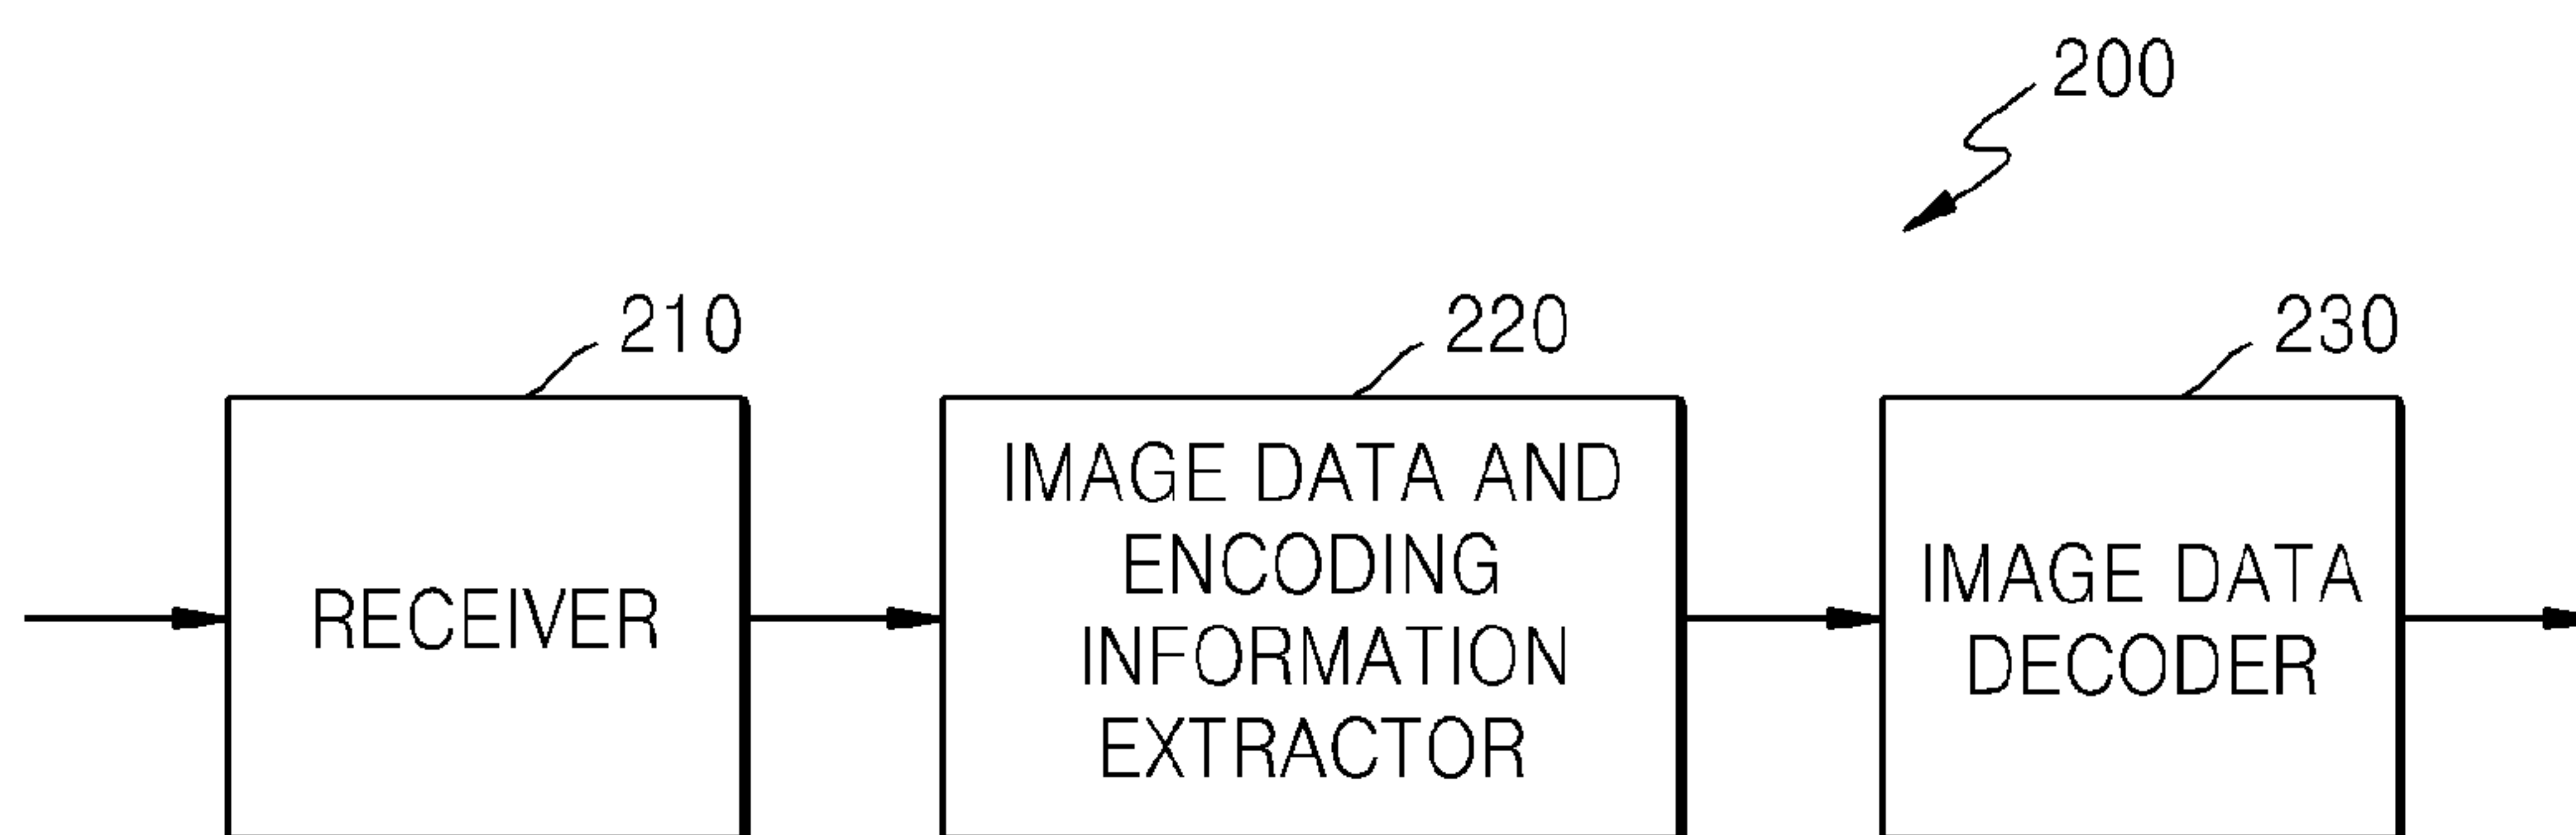 200
210
220
230
RECEIVER
IMAGE DATA AND
ENCODING
INFORMATION
EXTRACTOR
IMAGE DATA
DECODER